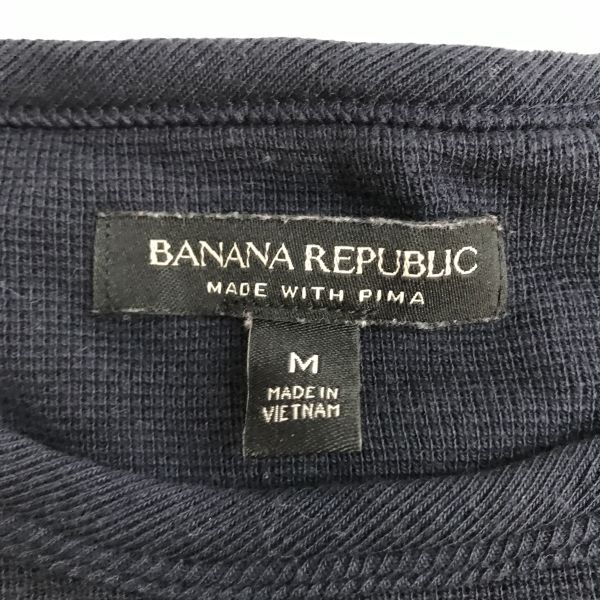 BANANA REPUBLIC
MADE WITH PIMA
M
MADE IN
VIETNAM